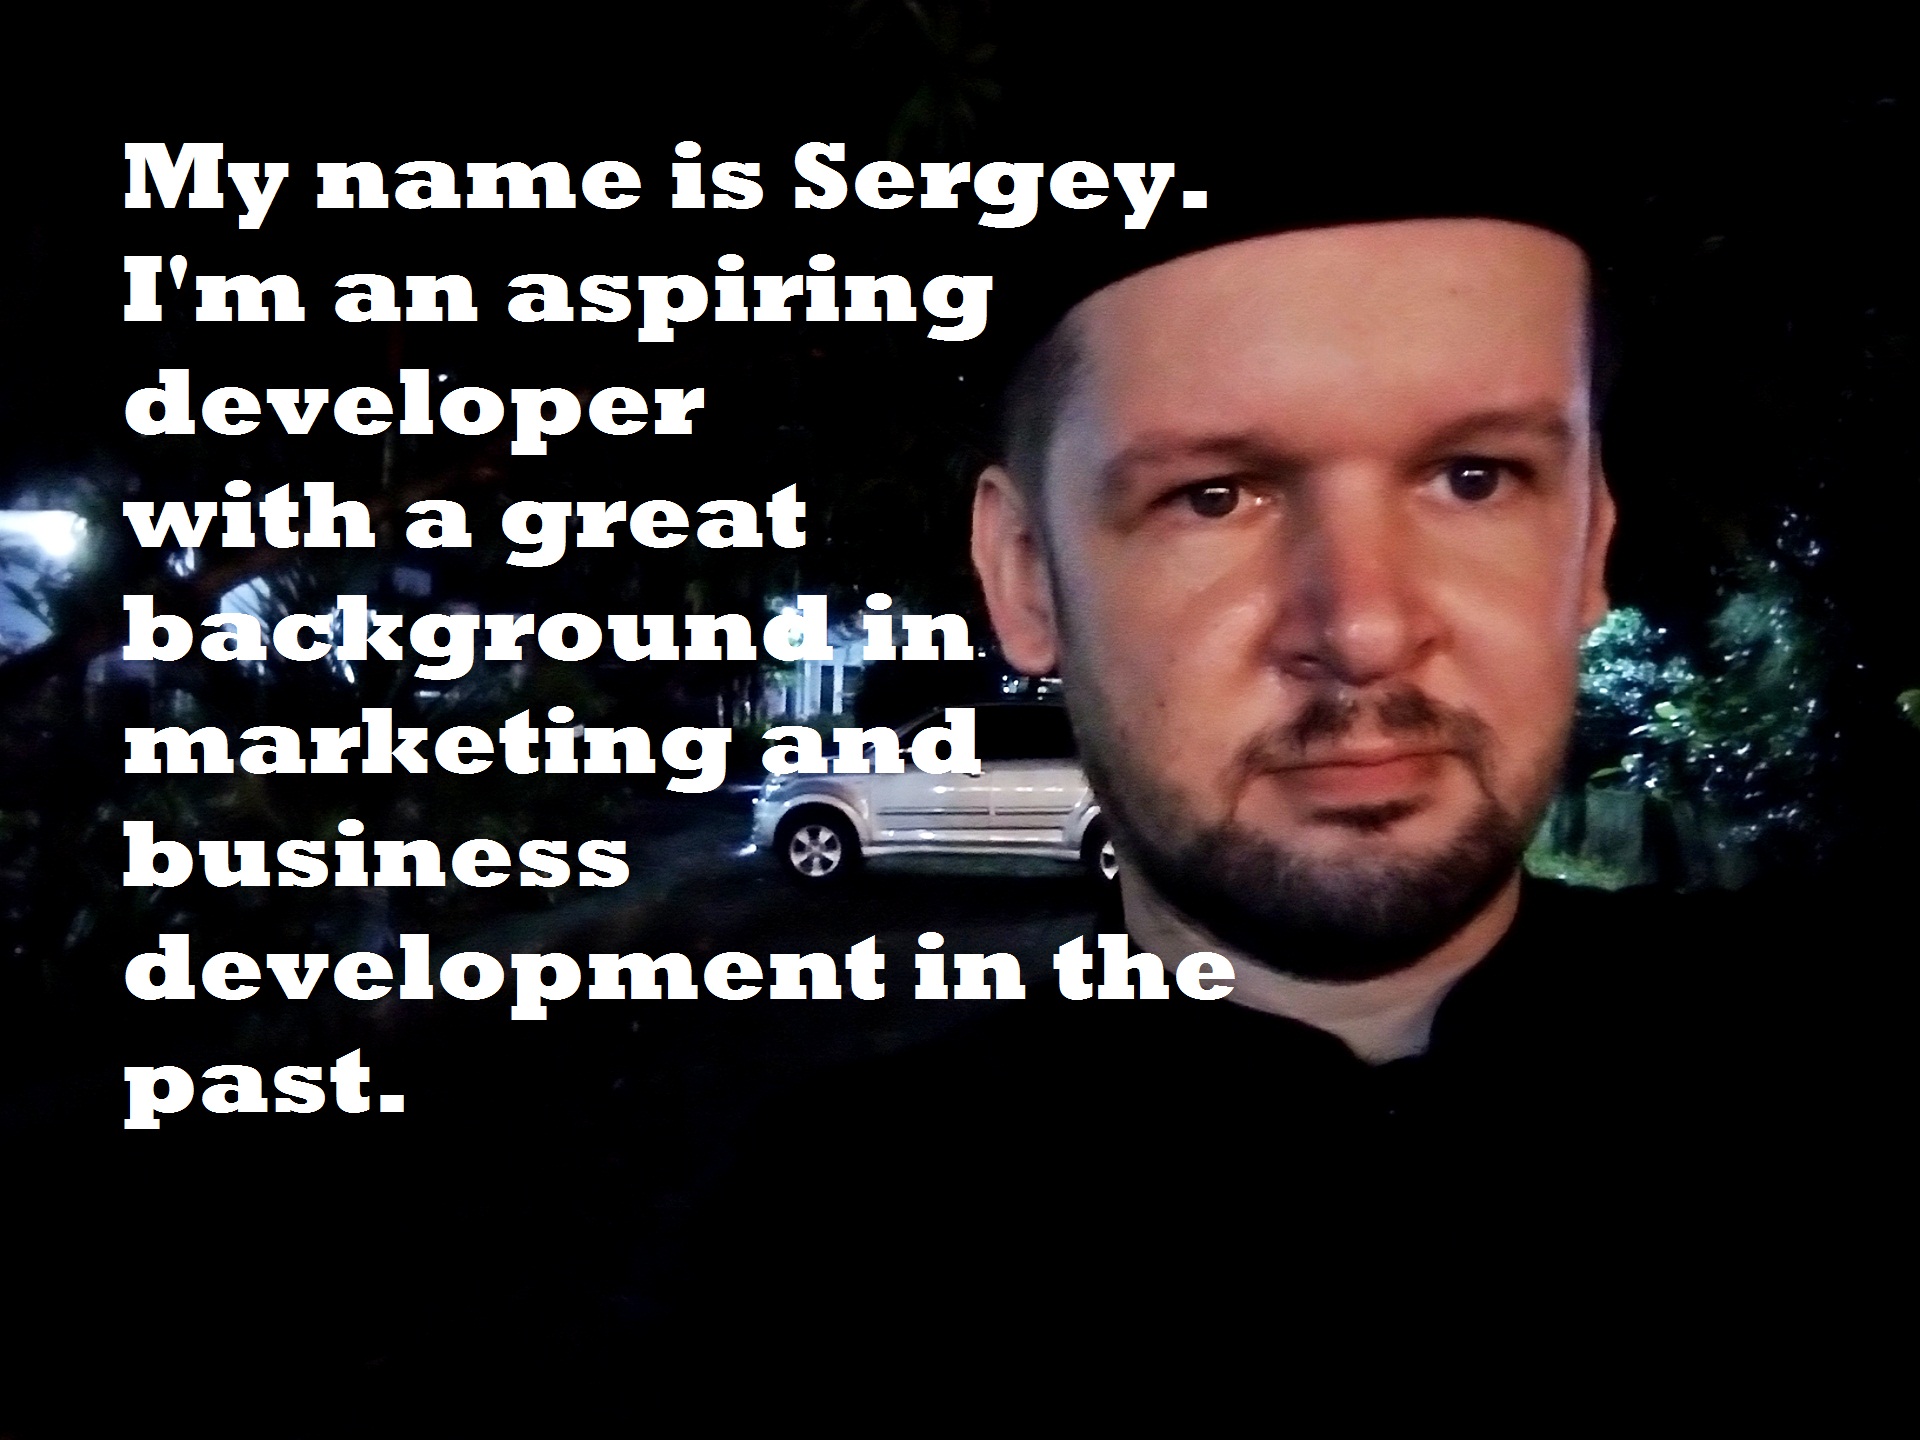 My name is Sergey.
I'm an aspiring
developer
with a great
background in
marketing and
business
development in the
past.